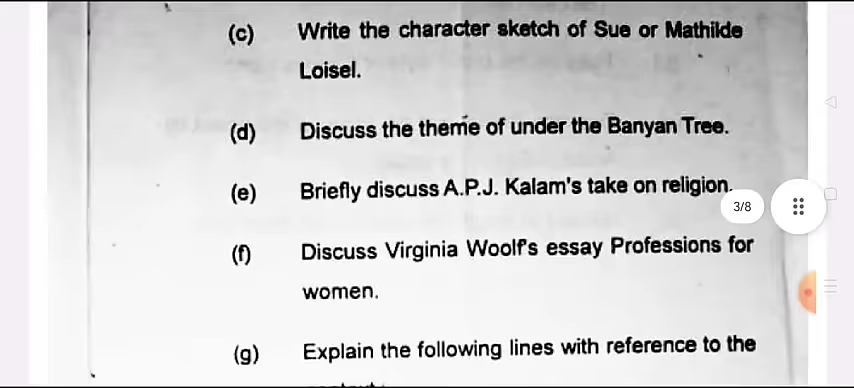 (c) Write the character sketch of Sue or Mathilde
Loisel.
(d) Discuss the theme of under the Banyan Tree.
(e) Briefly discuss A.P.J. Kalam's take on religion.
3/8
(f) Discuss Virginia Woolf's essay Professions for
women.
(g) Explain the following lines with reference to the